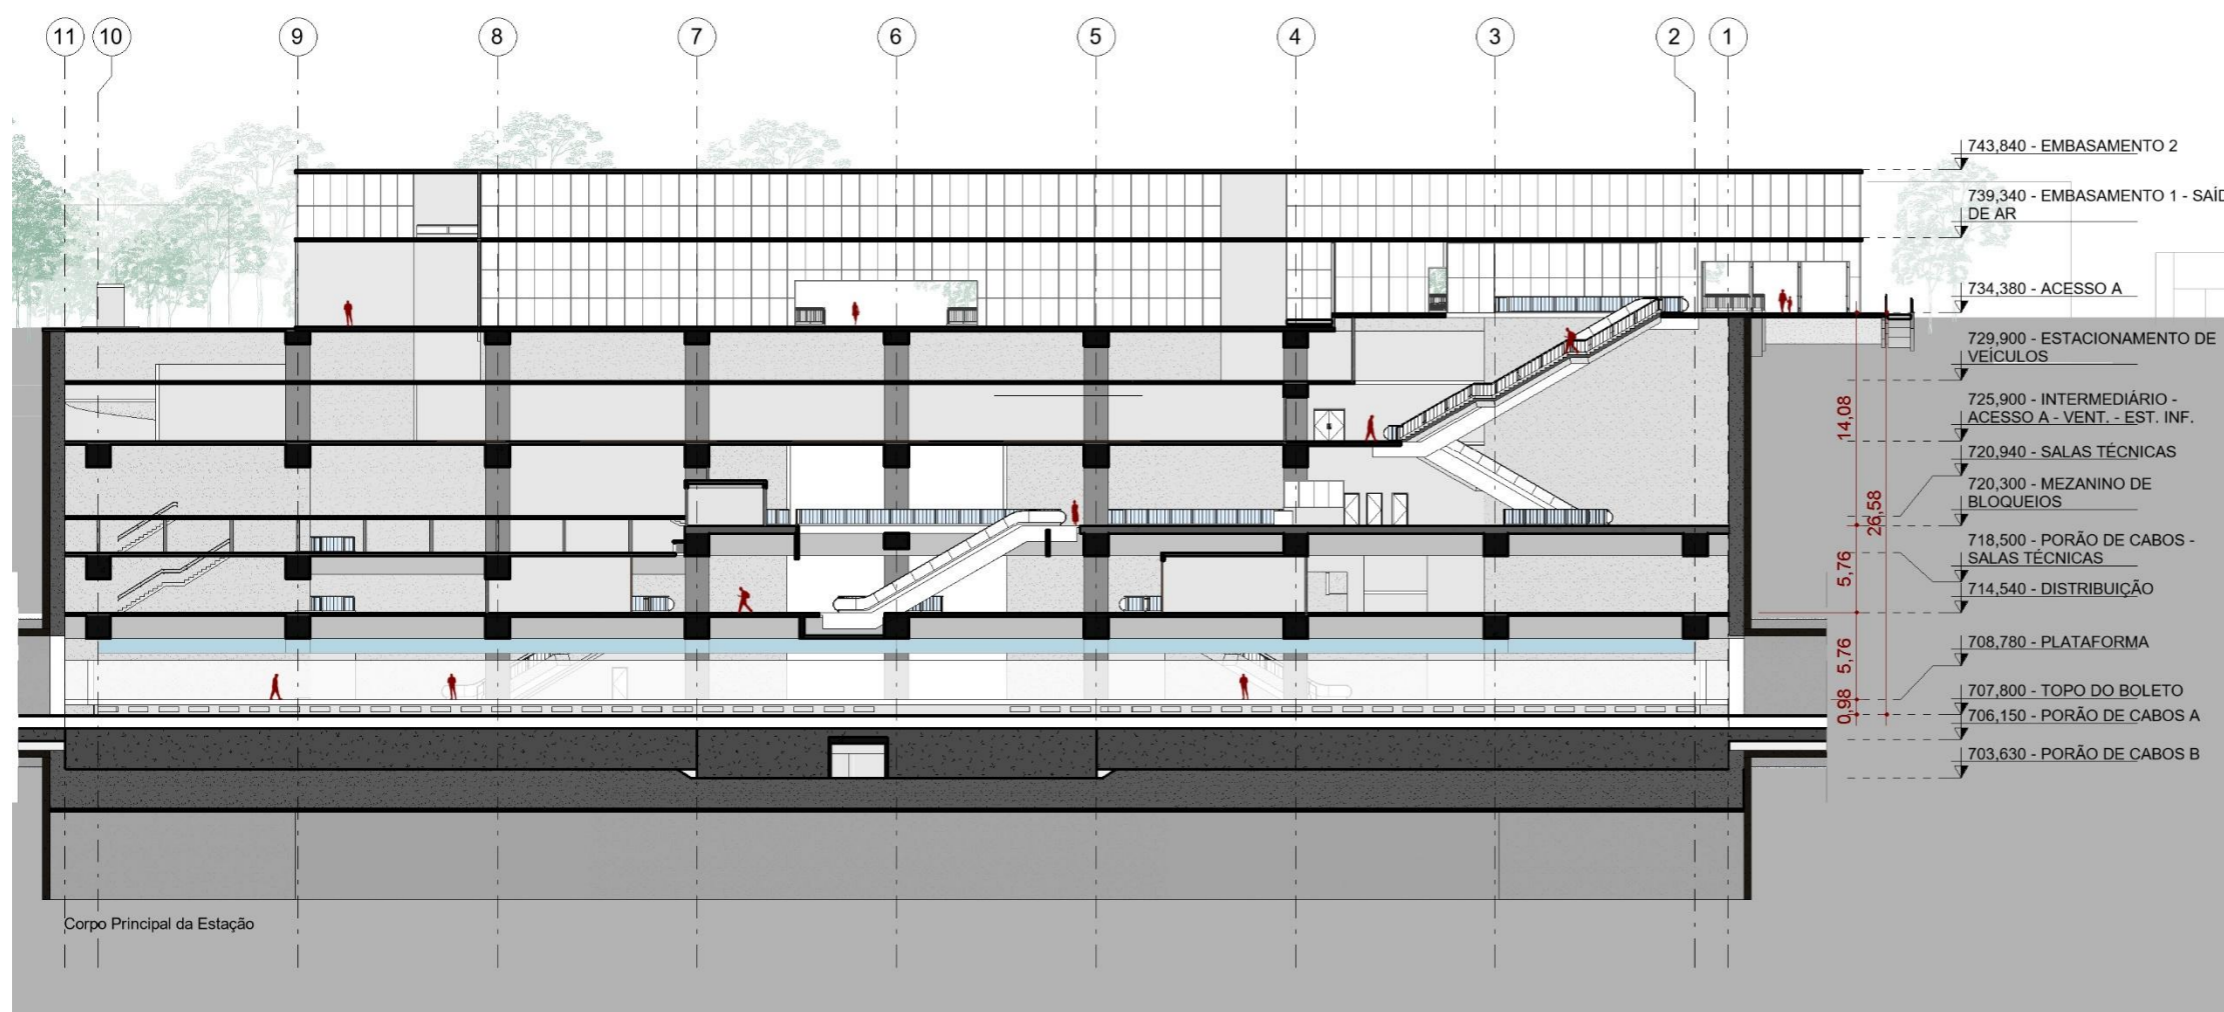 11 10 9 8 7 6 5 4 3 2 1
743,840 - EMBASAMENTO 2
739,340 - EMBASAMENTO 1 - SAÍD
DE AR
734,380 - ACESSO A
729,900 - ESTACIONAMENTO DE
VEÍCULOS
725,900 - INTERMEDIÁRIO -
ACESSO A - VENT. - EST. INF.
720,940 - SALAS TÉCNICAS
720,300 - MEZANINO DE
BLOQUEIOS
718,500 - PORÃO DE CABOS -
SALAS TÉCNICAS
714,540 - DISTRIBUIÇÃO
708,780 - PLATAFORMA
707,800 - TOPO DO BOLETO
706,150 - PORÃO DE CABOS A
703,630 - PORÃO DE CABOS B
14,08
26,58
5,76
5,76
0,98
Corpo Principal da Estação